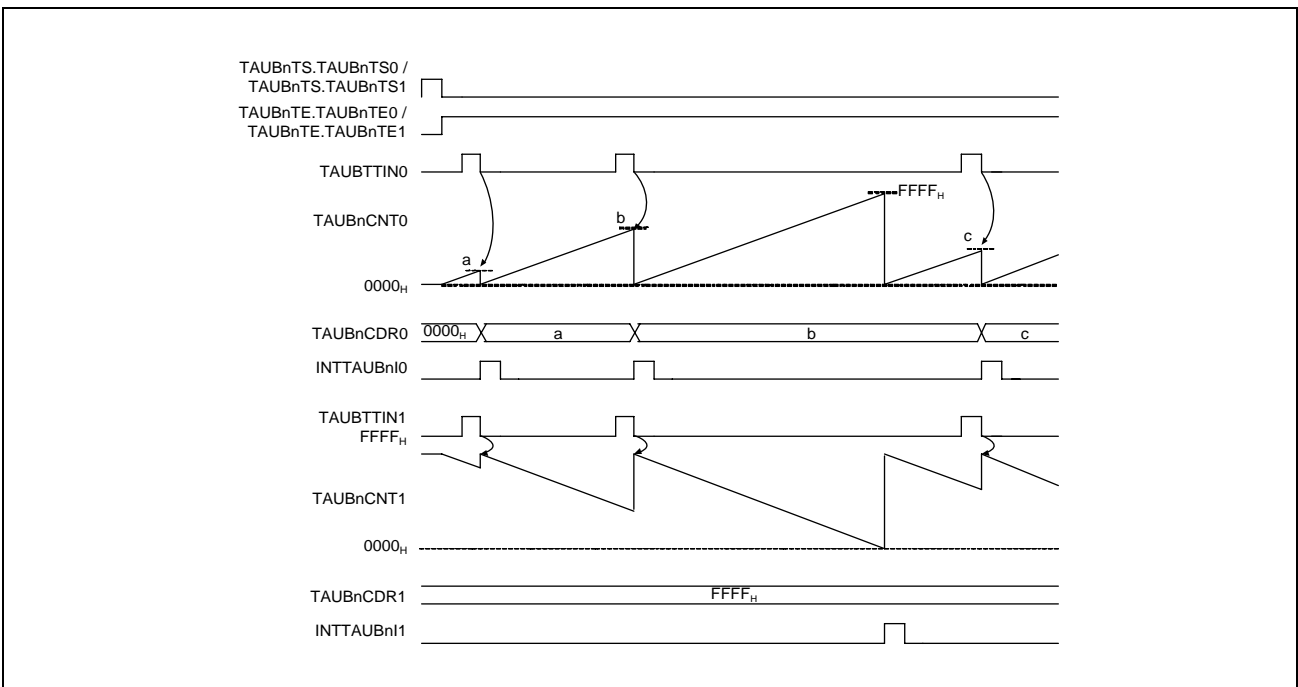 TAUBnTS.TAUBnTS0 /
TAUBnTS.TAUBnTS1
TAUBnTE.TAUBnTE0 /
TAUBnTE.TAUBnTE1
TAUBTTIN0
FFFFH
TAUBnCNT0
b
c
a
0000H
TAUBnCDR0
0000H
a
b
c
INTTAUBnI0
TAUBTTIN1
FFFFH
TAUBnCNT1
0000H
TAUBnCDR1
FFFFH
INTTAUBnI1